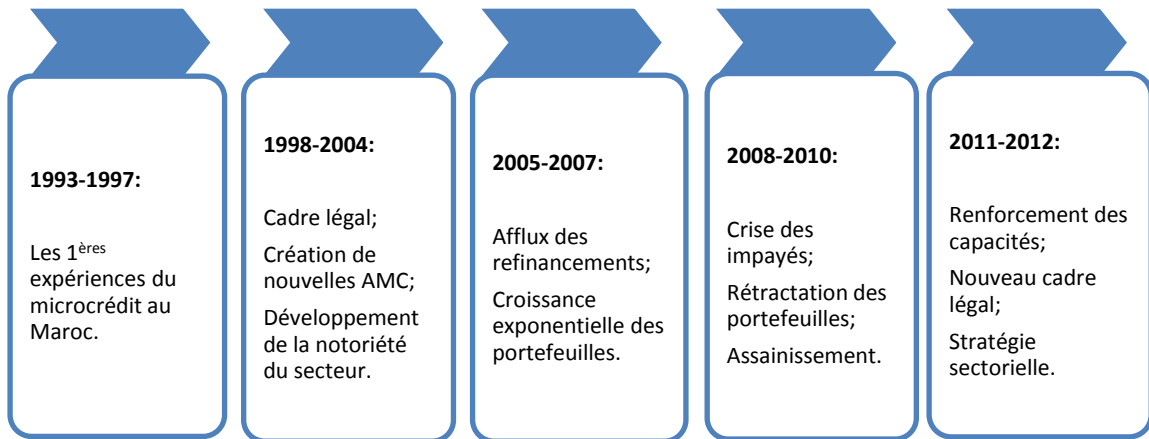 1993-1997:
Les 1ères
expériences du
microcrédit au
Maroc.
1998-2004:
Cadre légal;
Création de
nouvelles AMC;
Développement
de la notoriété
du secteur.
2005-2007:
Afflux des
refinancements;
Croissance
exponentielle des
portefeuilles.
2008-2010:
Crise des
impayés;
Rétractation des
portefeuilles;
Assainissement.
2011-2012:
Renforcement des
capacités;
Nouveau cadre
légal;
Stratégie
sectorielle.